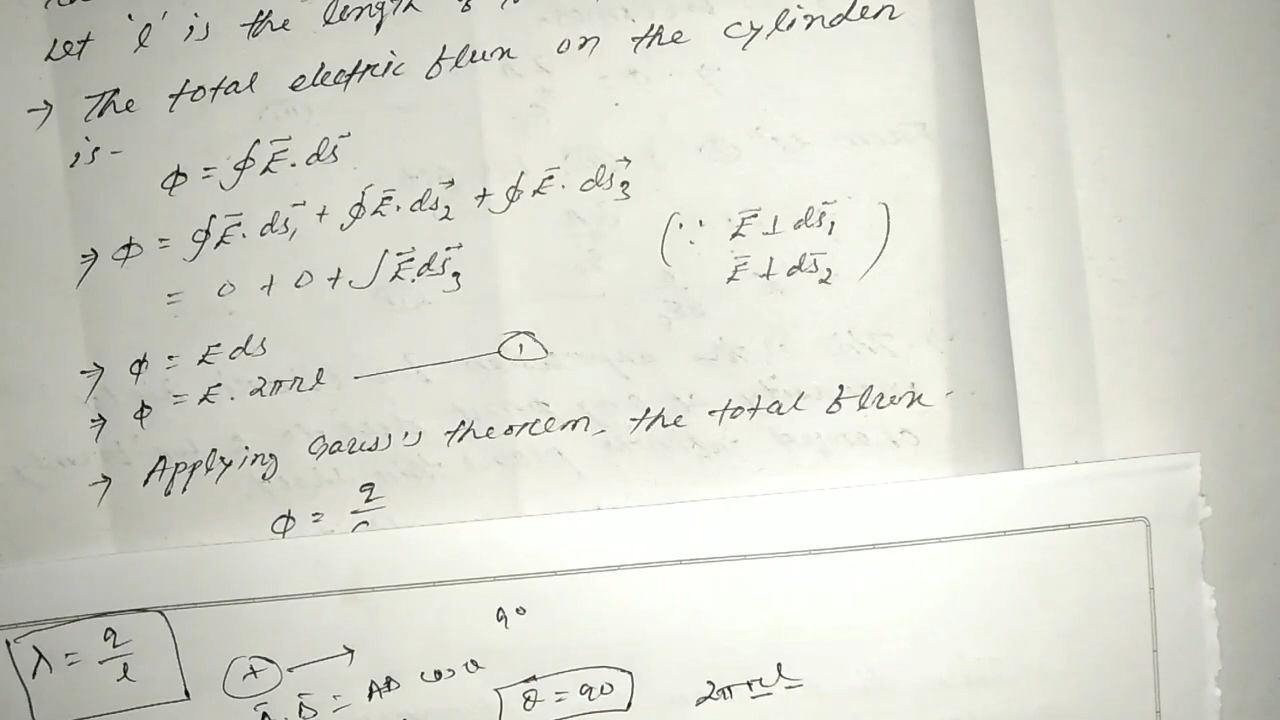 Let 'l' is the length
→ The total electric flux on the cylinder
is -
ϕ = ∮ E⃗. ds⃗
⇒ ϕ = ∮ E⃗. ds⃗₁ + ∮ E⃗. ds⃗₂ + ∮ E⃗. ds⃗₃
= 0 + 0 + ∫ E⃗. ds⃗₃
(∵ E⃗ ⊥ ds⃗₁
E⃗ ⊥ ds⃗₂)
⇒ ϕ = E ds
⇒ ϕ = E. 2πrl —— ①
→ Applying Gauss's theorem, the total flux.
ϕ = q
λ = q/l
+ →
90
= AB cos θ
θ = 90
2πrl